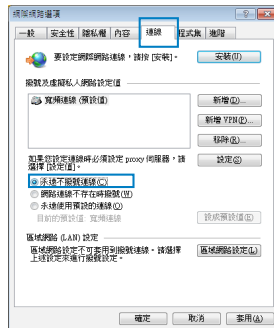 網際網路選項
一般 安全性 隱私權 內容 連線 程式集 進階
要設定網際網路連線，請按 [安裝]。
安裝(U)
撥號及虛擬私人網路設定值
寬頻連線 (預設值)
新增(D)...
新增 VPN(P)...
移除(R)...
如果您設定連線時必須設定 proxy 伺服器，請
選擇 [設定值]。
設定(S)
永遠不撥號連線(C)
網路連線不存在時撥號(W)
永遠使用預設的連線(O)
目前的預設值 寬頻連線
設成預設值(E)
區域網路 (LAN) 設定
區域網路設定不可套用到撥號連線。請選擇
上述設定來進行撥號設定。
區域網路設定(L)
確定 取消 套用(A)